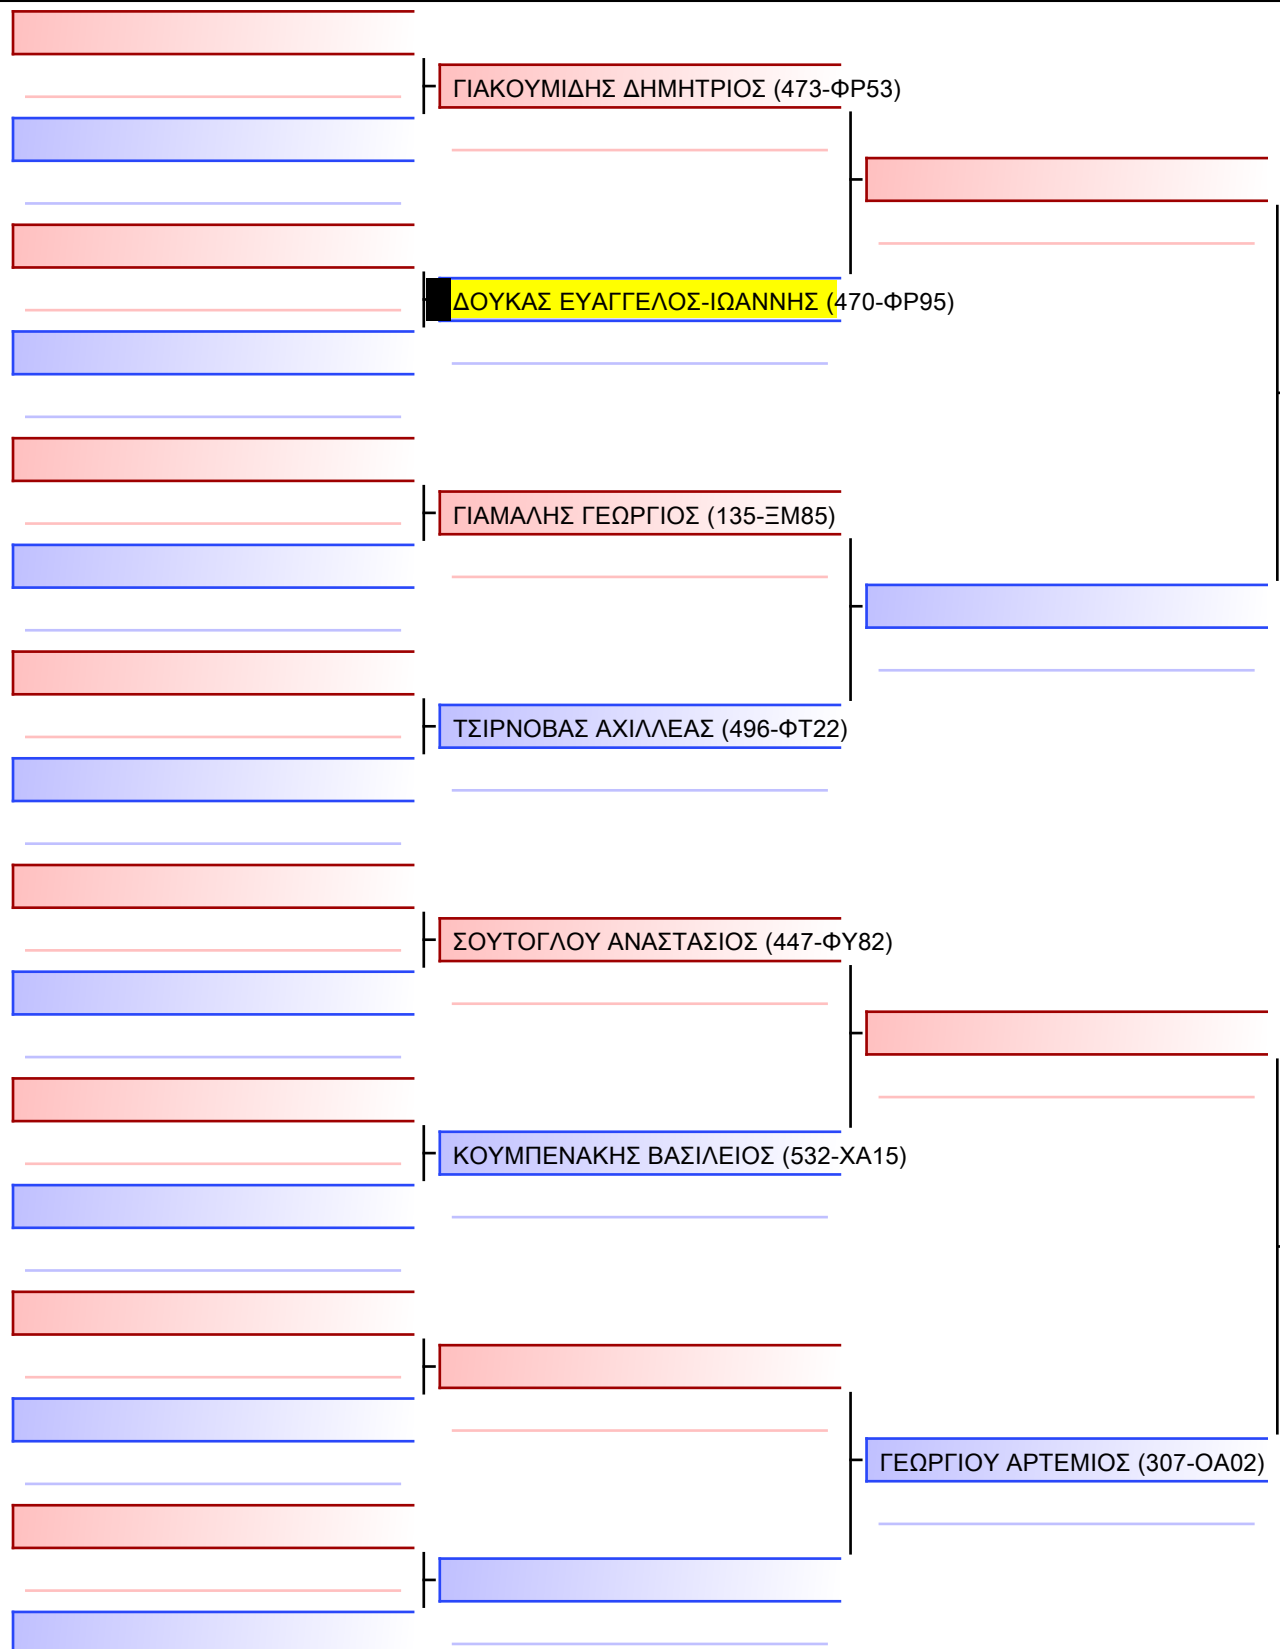 ΓΙΑΚΟΥΜΙΔΗΣ ΔΗΜΗΤΡΙΟΣ (473-ΦΡ53)
ΔΟΥΚΑΣ ΕΥΑΓΓΕΛΟΣ-ΙΩΑΝΝΗΣ (470-ΦΡ95)
ΓΙΑΜΑΛΗΣ ΓΕΩΡΓΙΟΣ (135-ΞΜ85)
ΤΣΙΡΝΟΒΑΣ ΑΧΙΛΛΕΑΣ (496-ΦΤ22)
ΣΟΥΤΟΓΛΟΥ ΑΝΑΣΤΑΣΙΟΣ (447-ΦΥ82)
ΚΟΥΜΠΕΝΑΚΗΣ ΒΑΣΙΛΕΙΟΣ (532-ΧΑ15)
ΓΕΩΡΓΙΟΥ ΑΡΤΕΜΙΟΣ (307-ΟΑ02)